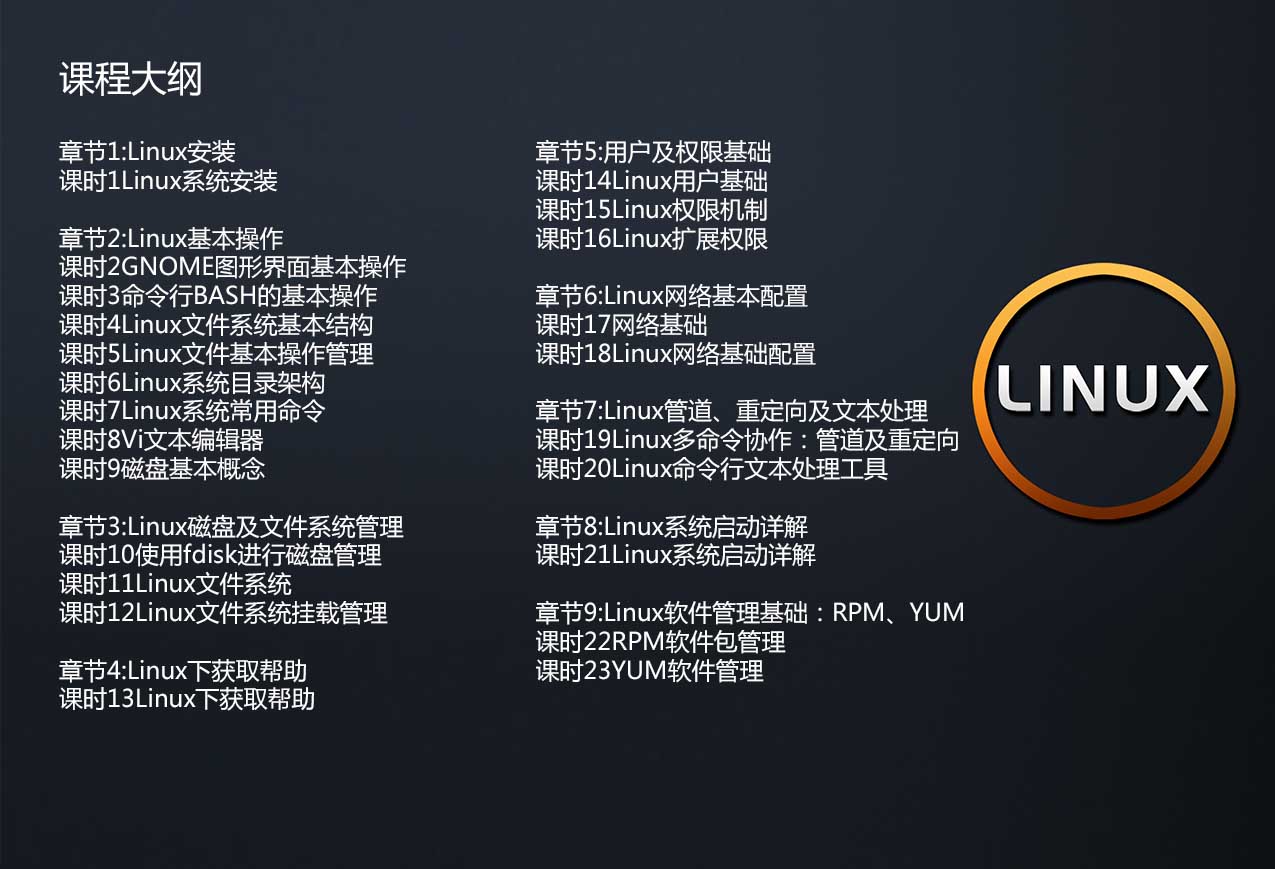 课程大纲
章节1:Linux安装
课时1Linux系统安装
章节2:Linux基本操作
课时2GNOME图形界面基本操作
课时3命令行BASH的基本操作
课时4Linux文件系统基本结构
课时5Linux文件基本操作管理
课时6Linux系统目录架构
课时7Linux系统常用命令
课时8Vi文本编辑器
课时9磁盘基本概念
章节3:Linux磁盘及文件系统管理
课时10使用fdisk进行磁盘管理
课时11Linux文件系统
课时12Linux文件系统挂载管理
章节4:Linux下获取帮助
课时13Linux下获取帮助
章节5:用户及权限基础
课时14Linux用户基础
课时15Linux权限机制
课时16Linux扩展权限
章节6:Linux网络基本配置
课时17网络基础
课时18Linux网络基础配置
章节7:Linux管道、重定向及文本处理
课时19Linux多命令协作：管道及重定向
课时20Linux命令行文本处理工具
章节8:Linux系统启动详解
课时21Linux系统启动详解
章节9:Linux软件管理基础：RPM、YUM
课时22RPM软件包管理
课时23YUM软件管理
LINUX